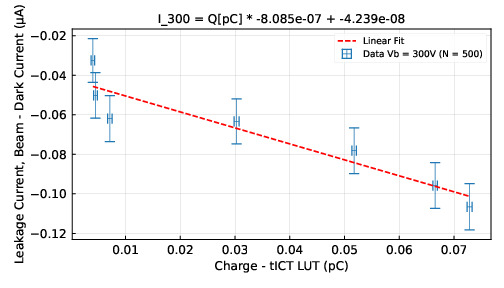 I_300 = Q[pC] * -8.085e-07 + -4.239e-08
Leakage Current, Beam - Dark Current (μA)
−0.02
−0.04
−0.06
−0.08
−0.10
−0.12
Linear Fit
Data Vb = 300V (N = 500)
0.01 0.02 0.03 0.04 0.05 0.06 0.07
Charge - tICT LUT (pC)